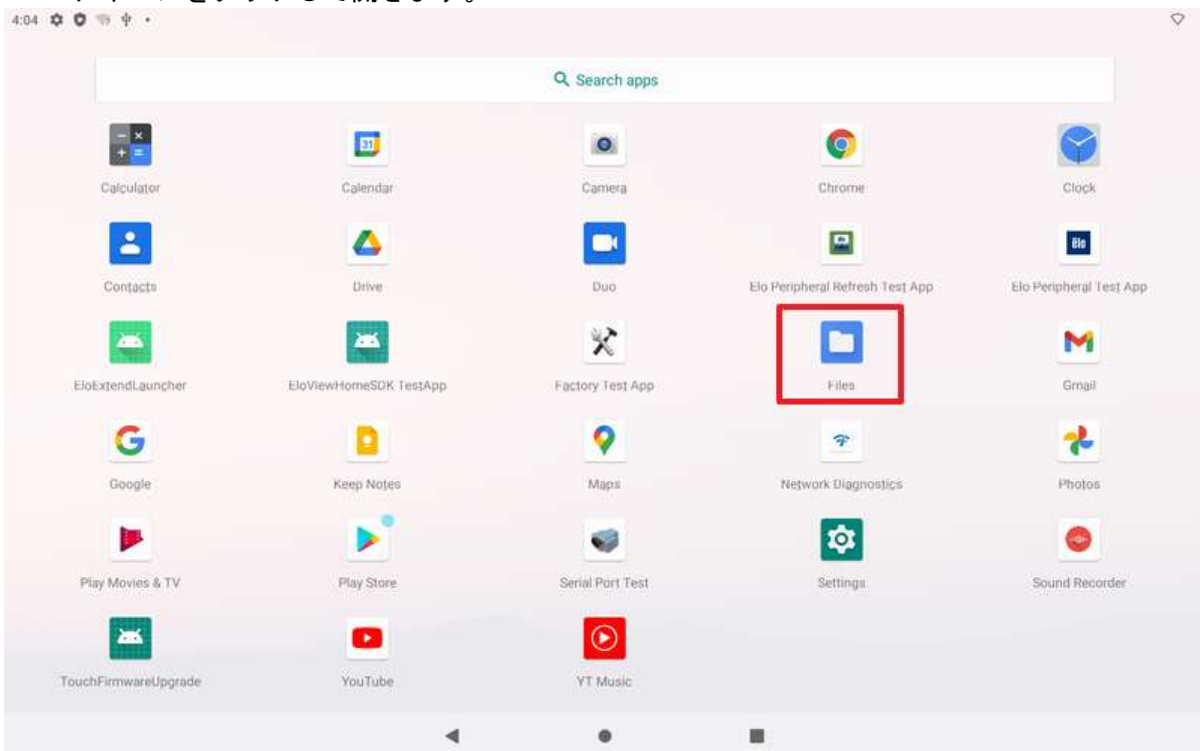 4:04
Search apps
Calculator
Calendar
Camera
Chrome
Clock
Contacts
Drive
Duo
Elo Peripheral Refresh Test App
Elo Peripheral Test App
EloExtendLauncher
EloViewHomeSDK TestApp
Factory Test App
Files
Gmail
Google
Keep Notes
Maps
Network Diagnostics
Photos
Play Movies & TV
Play Store
Serial Port Test
Settings
Sound Recorder
TouchFirmwareUpgrade
YouTube
YT Music